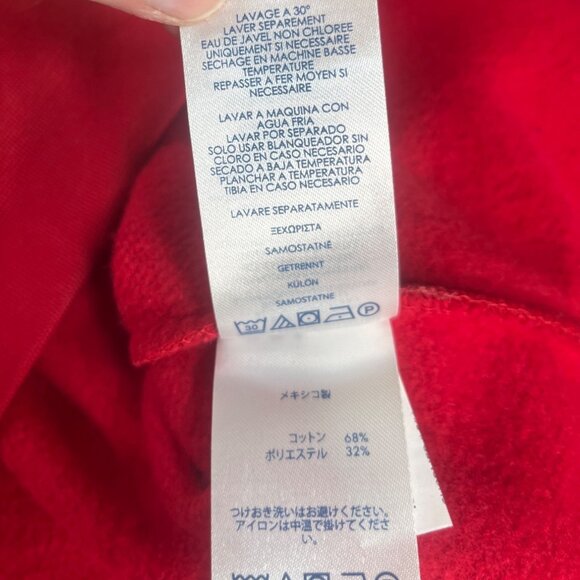 LAVAGE A 30°
LAVER SEPAREMENT
EAU DE JAVEL NON CHLOREE
UNIQUEMENT SI NECESSAIRE
SECHAGE EN MACHINE BASSE
TEMPERATURE
REPASSER A FER MOYEN SI
NECESSAIRE
LAVAR A MAQUINA CON
AGUA FRIA
LAVAR POR SEPARADO
SOLO USAR BLANQUEADOR SIN
CLORO EN CASO NECESARIO
SECADO A BAJA TEMPERATURA
PLANCHAR A TEMPERATURA
TIBIA EN CASO NECESARIO
LAVARE SEPARATAMENTE
ΞΕΧΩΡΙΣΤΑ
SAMOSTATNĚ
GETRENNT
KÜLÖN
SAMOSTATNE
30 P
メキシコ製
コットン 68%
ポリエステル 32%
つけおき洗いはお避けください。
アイロンは中温で掛けてください。